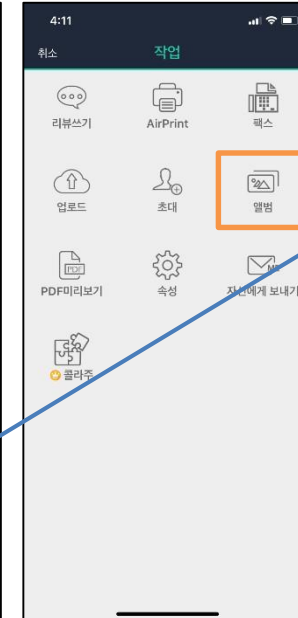 4:11
취소 작업
리뷰쓰기 AirPrint 팩스
업로드 초대 앨범
PDF
PDF미리보기 속성 자신에게 보내기
콜라주